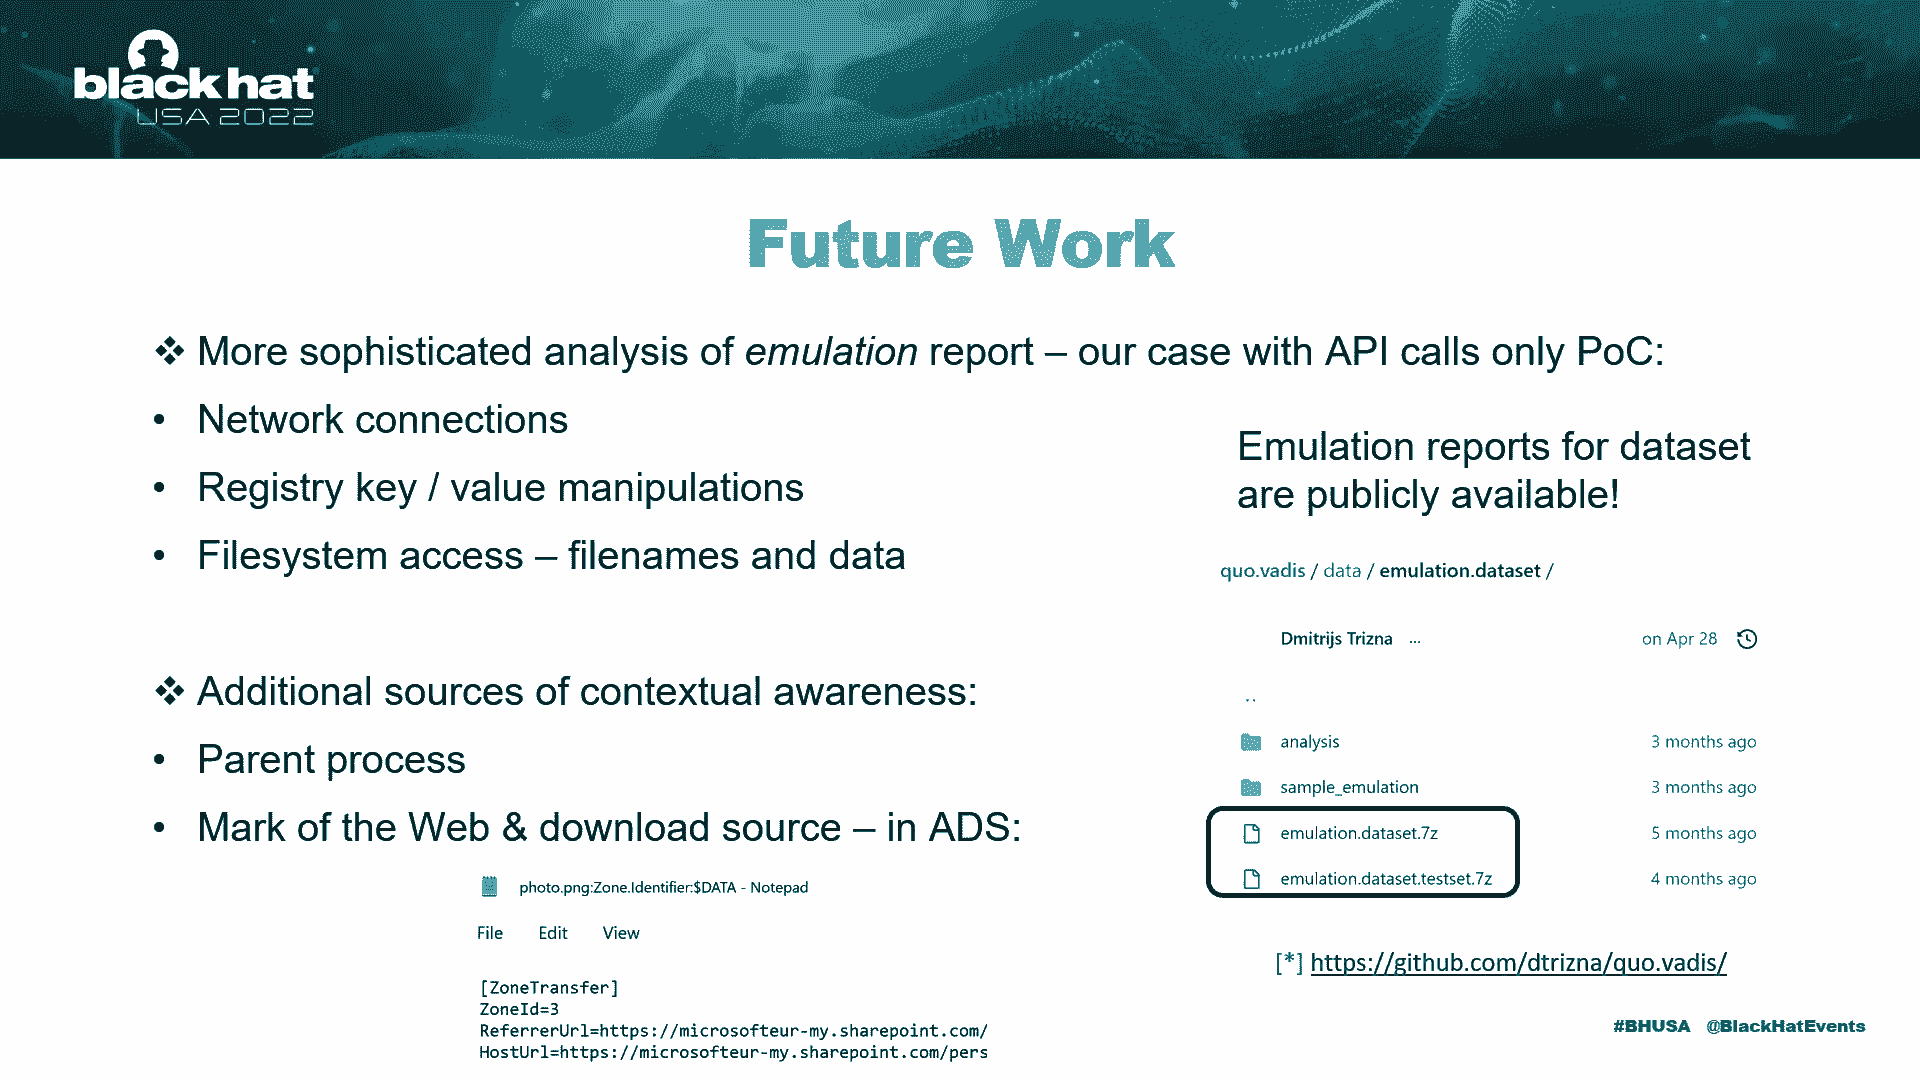 black hat
USA 2022
Future Work
❖ More sophisticated analysis of emulation report – our case with API calls only PoC:
• Network connections
• Registry key / value manipulations
• Filesystem access – filenames and data
❖ Additional sources of contextual awareness:
• Parent process
• Mark of the Web & download source – in ADS:
photo.png:Zone.Identifier:$DATA - Notepad
File Edit View
[ZoneTransfer]
ZoneId=3
ReferrerUrl=https://microsofteur-my.sharepoint.com/
HostUrl=https://microsofteur-my.sharepoint.com/pers
Emulation reports for dataset
are publicly available!
quo.vadis / data / emulation.dataset /
Dmitrijs Trizna ... on Apr 28
..
analysis 3 months ago
sample_emulation 3 months ago
emulation.dataset.7z 5 months ago
emulation.dataset.testset.7z 4 months ago
[*] https://github.com/dtrizna/quo.vadis/
#BHUSA @BlackHatEvents